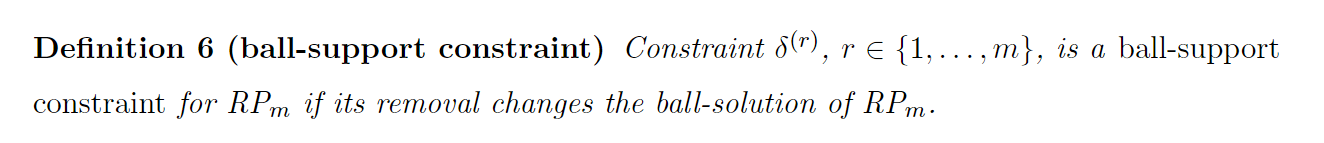 Definition 6 (ball-support constraint) Constraint δ^(r), r ∈ {1, . . . , m}, is a ball-support
constraint for RP_m if its removal changes the ball-solution of RP_m.